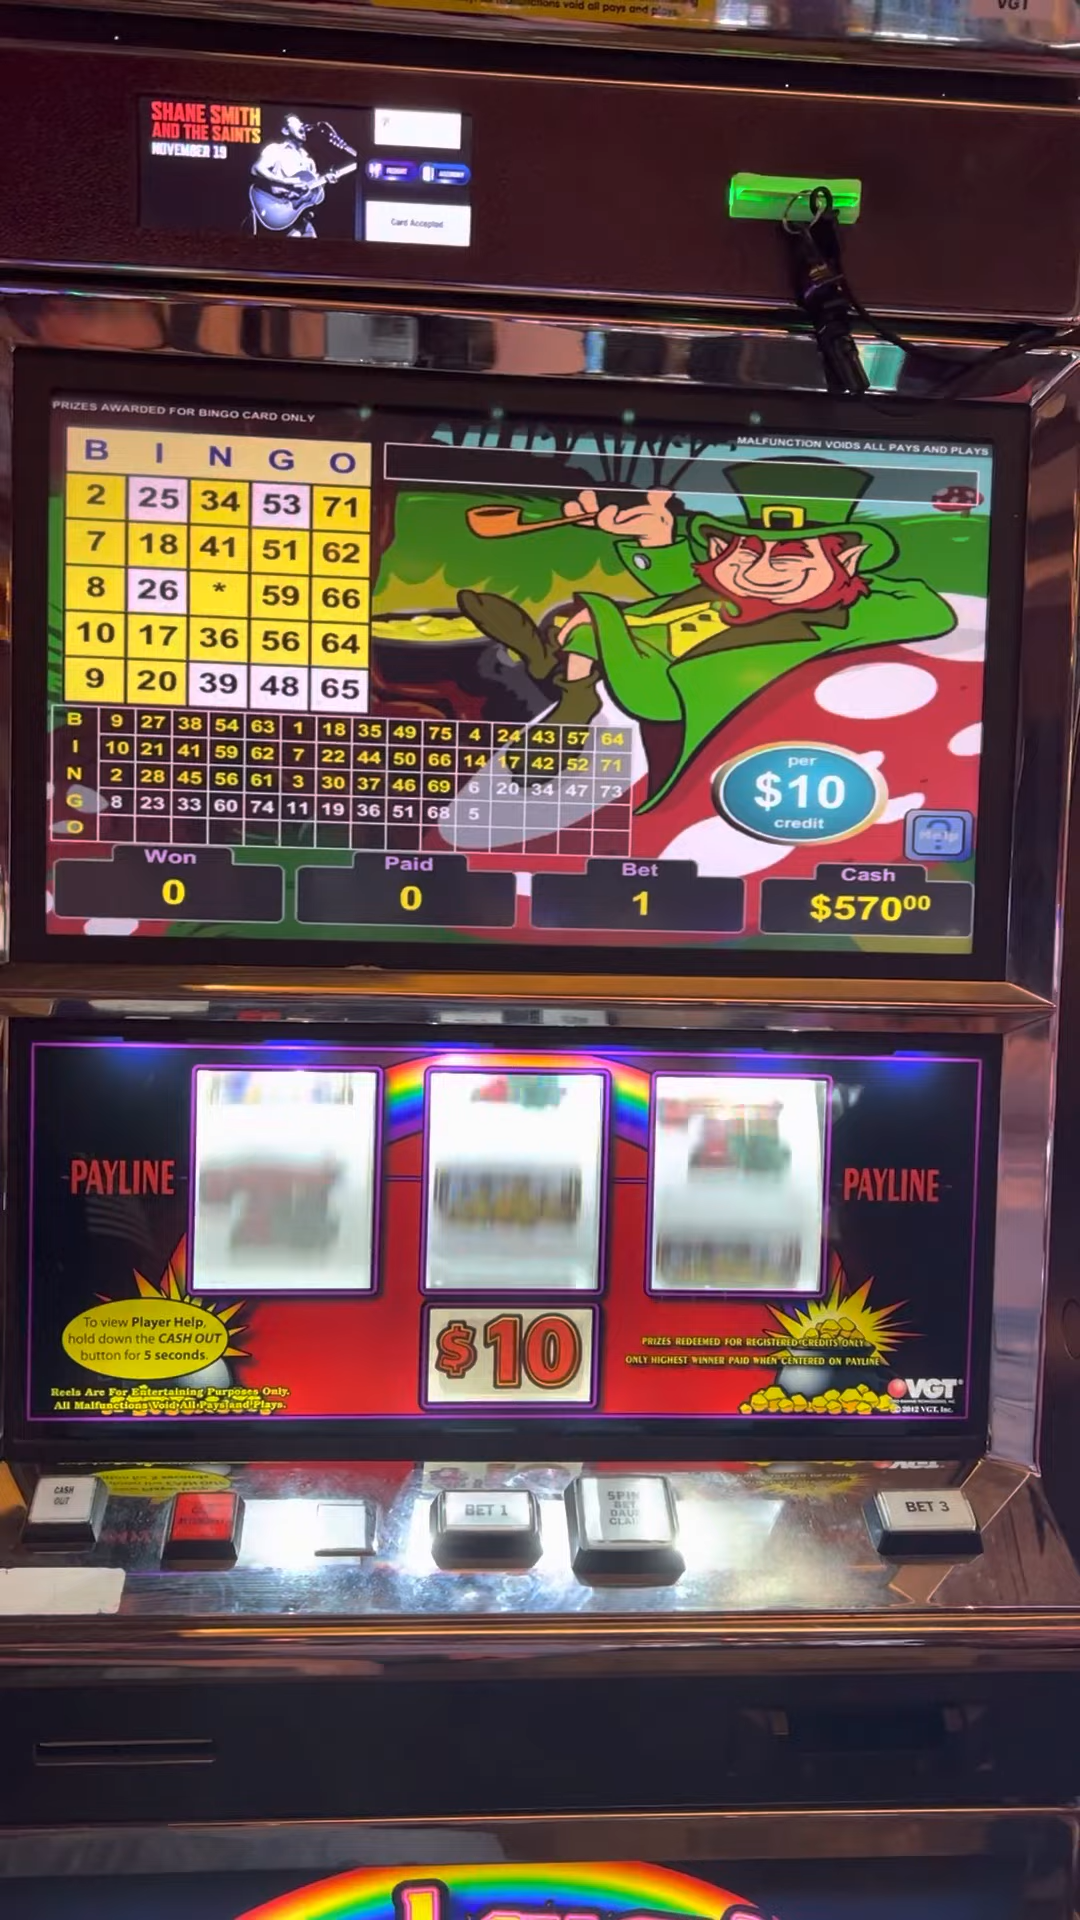 VGT
SHANE SMITH
AND THE SAINTS
NOVEMBER 19
Card Accepted
PRIZES AWARDED FOR BINGO CARD ONLY
MALFUNCTION VOIDS ALL PAYS AND PLAYS
B I N G O
2 25 34 53 71
7 18 41 51 62
8 26 * 59 66
10 17 36 56 64
9 20 39 48 65
B 9 27 38 54 63 1 18 35 49 75 4 24 43 57 64
I 10 21 41 59 62 7 22 44 50 66 14 17 42 52 71
N 2 28 45 56 61 3 30 37 46 69 6 20 34 47 73
G 8 23 33 60 74 11 19 36 51 68 5
O
per
$10
credit
Help
Won
0
Paid
0
Bet
1
Cash
$570⁰⁰
-PAYLINE-
PAYLINE-
To view Player Help,
hold down the CASH OUT
button for 5 seconds.
Reels Are For Entertaining Purposes Only.
All Malfunctions Void All Pays and Plays.
$10
PRIZES REDEEMED FOR REGISTERED CREDITS ONLY
ONLY HIGHEST WINNER PAID WHEN CENTERED ON PAYLINE
VGT
© 2012 VGT, Inc.
CASH
OUT
BET 1
SPIN
BET
BET 3